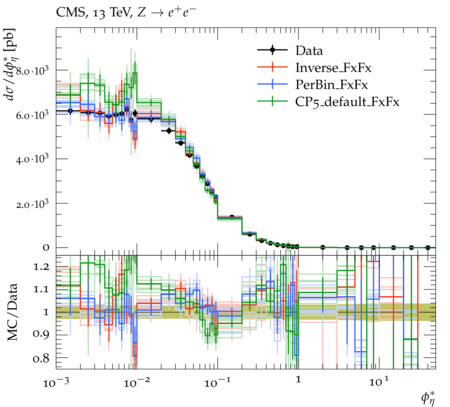 CMS, 13 TeV, Z → e⁺e⁻
dσ/dϕ*η [pb]
8.0·10³
6.0·10³
4.0·10³
2.0·10³
0
Data
Inverse_FxFx
PerBin_FxFx
CP5_default_FxFx
MC/Data
1.2
1.1
1
0.9
0.8
10⁻³
10⁻²
10⁻¹
1
10¹
ϕ*η